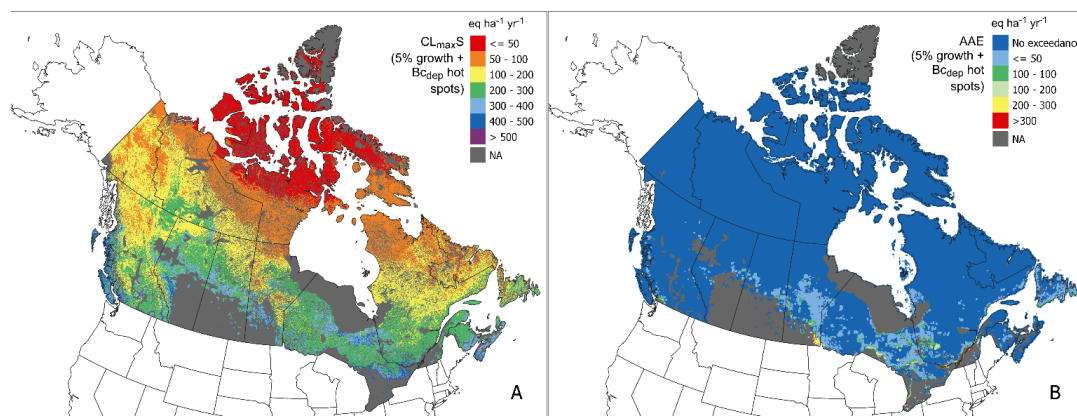 eq ha⁻¹ yr⁻¹
CLmaxS
(5% growth +
Bcdep hot
spots)
<= 50
50 - 100
100 - 200
200 - 300
300 - 400
400 - 500
> 500
NA
A
eq ha⁻¹ yr⁻¹
AAE
(5% growth +
Bcdep hot
spots)
No exceedance
<= 50
100 - 100
100 - 200
200 - 300
>300
NA
B